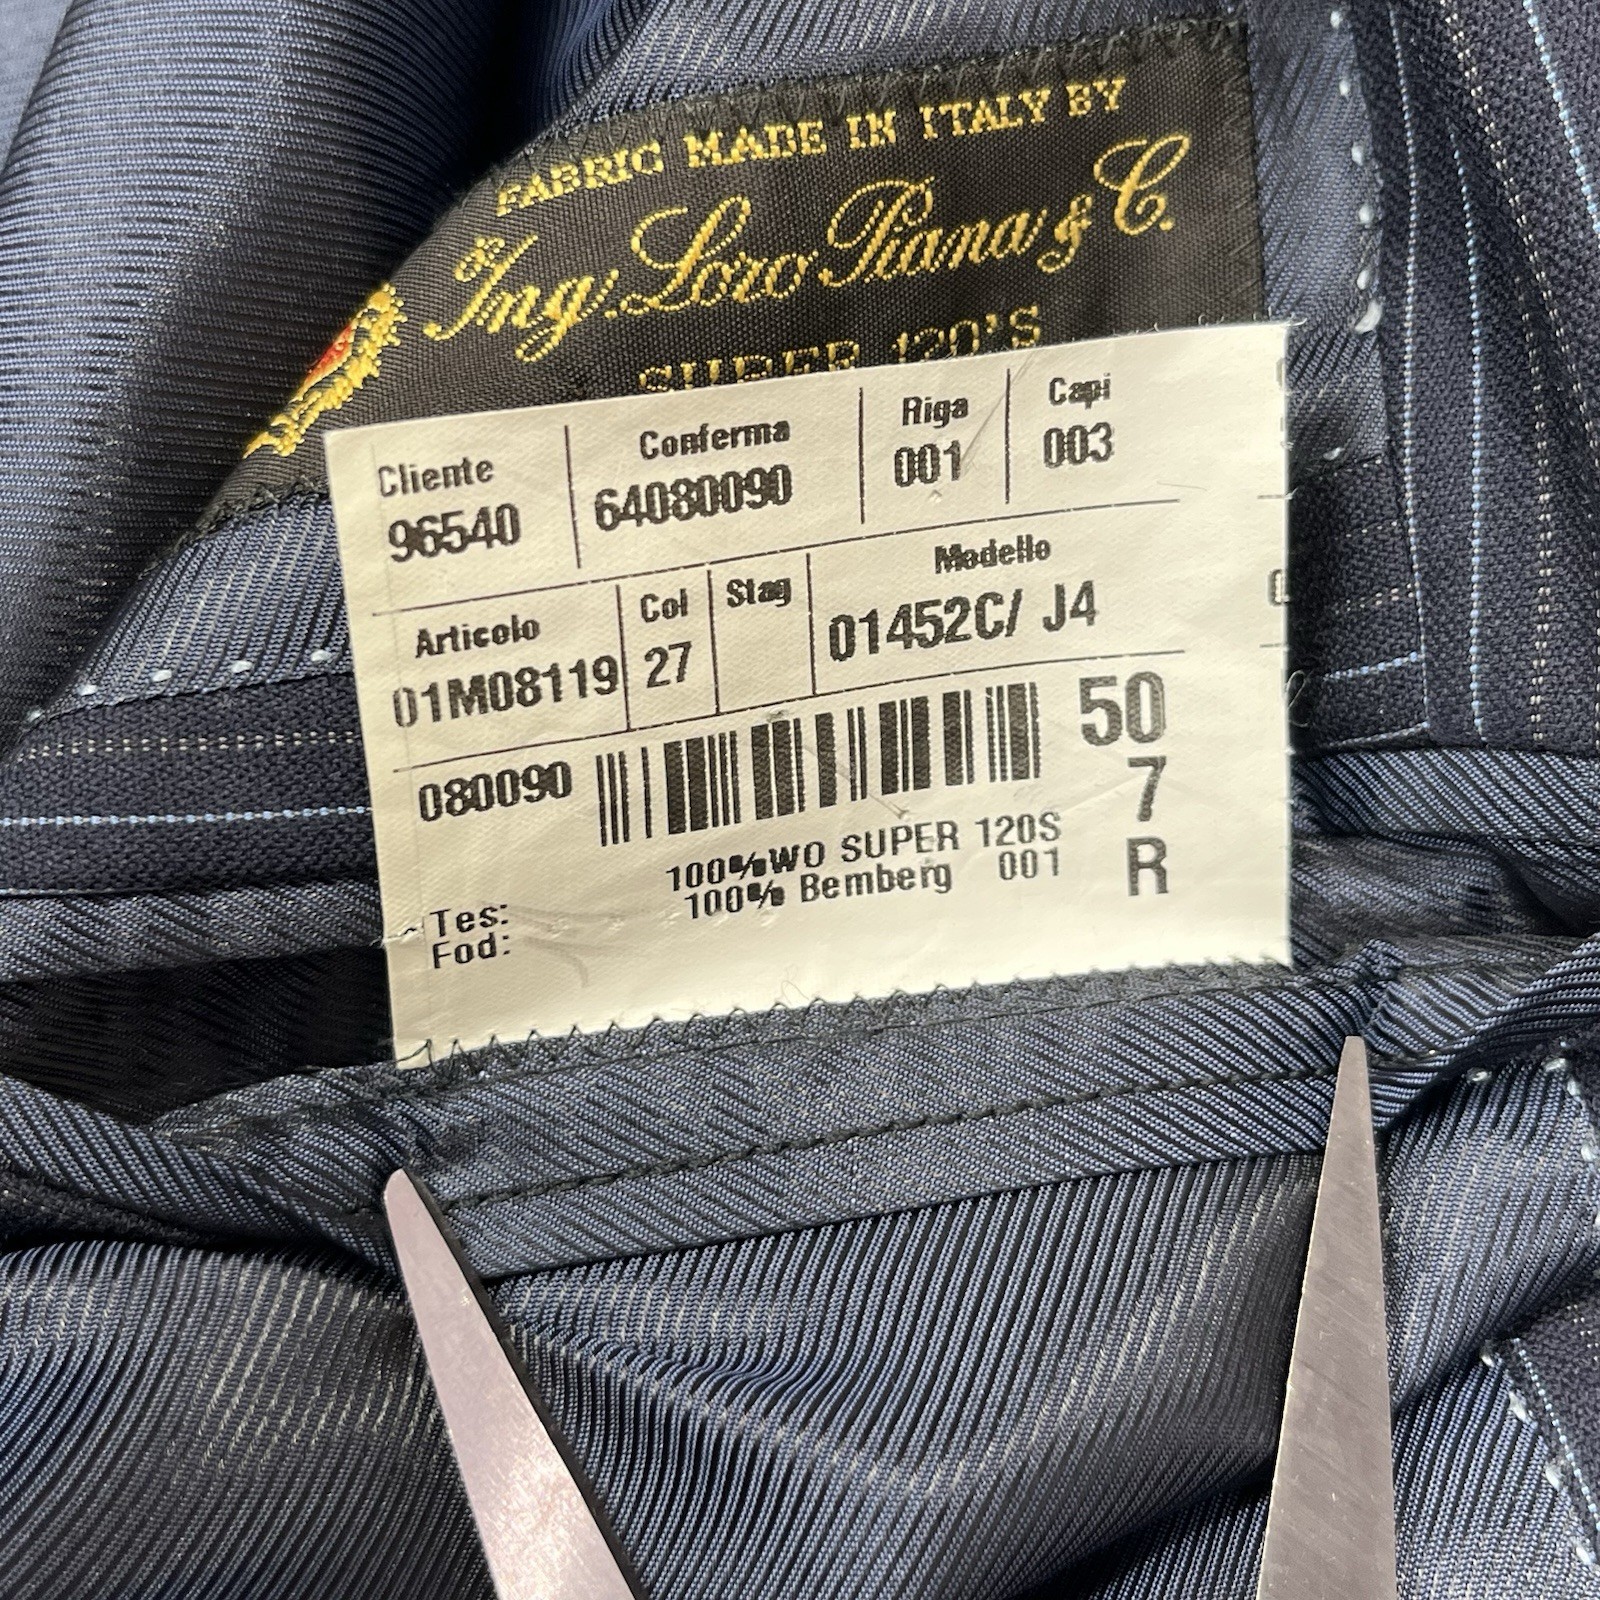 FABRIC MADE IN ITALY BY
Ing. Loro Piana & C.
SUPER 120'S
Cliente Conferma Riga Capi
96540 64080090 001 003
Articolo Col Stag Modello
01M08119 27 01452C/ J4
080090 50
7
R
Tes: 100%WO SUPER 120S
Fod: 100% Bemberg 001